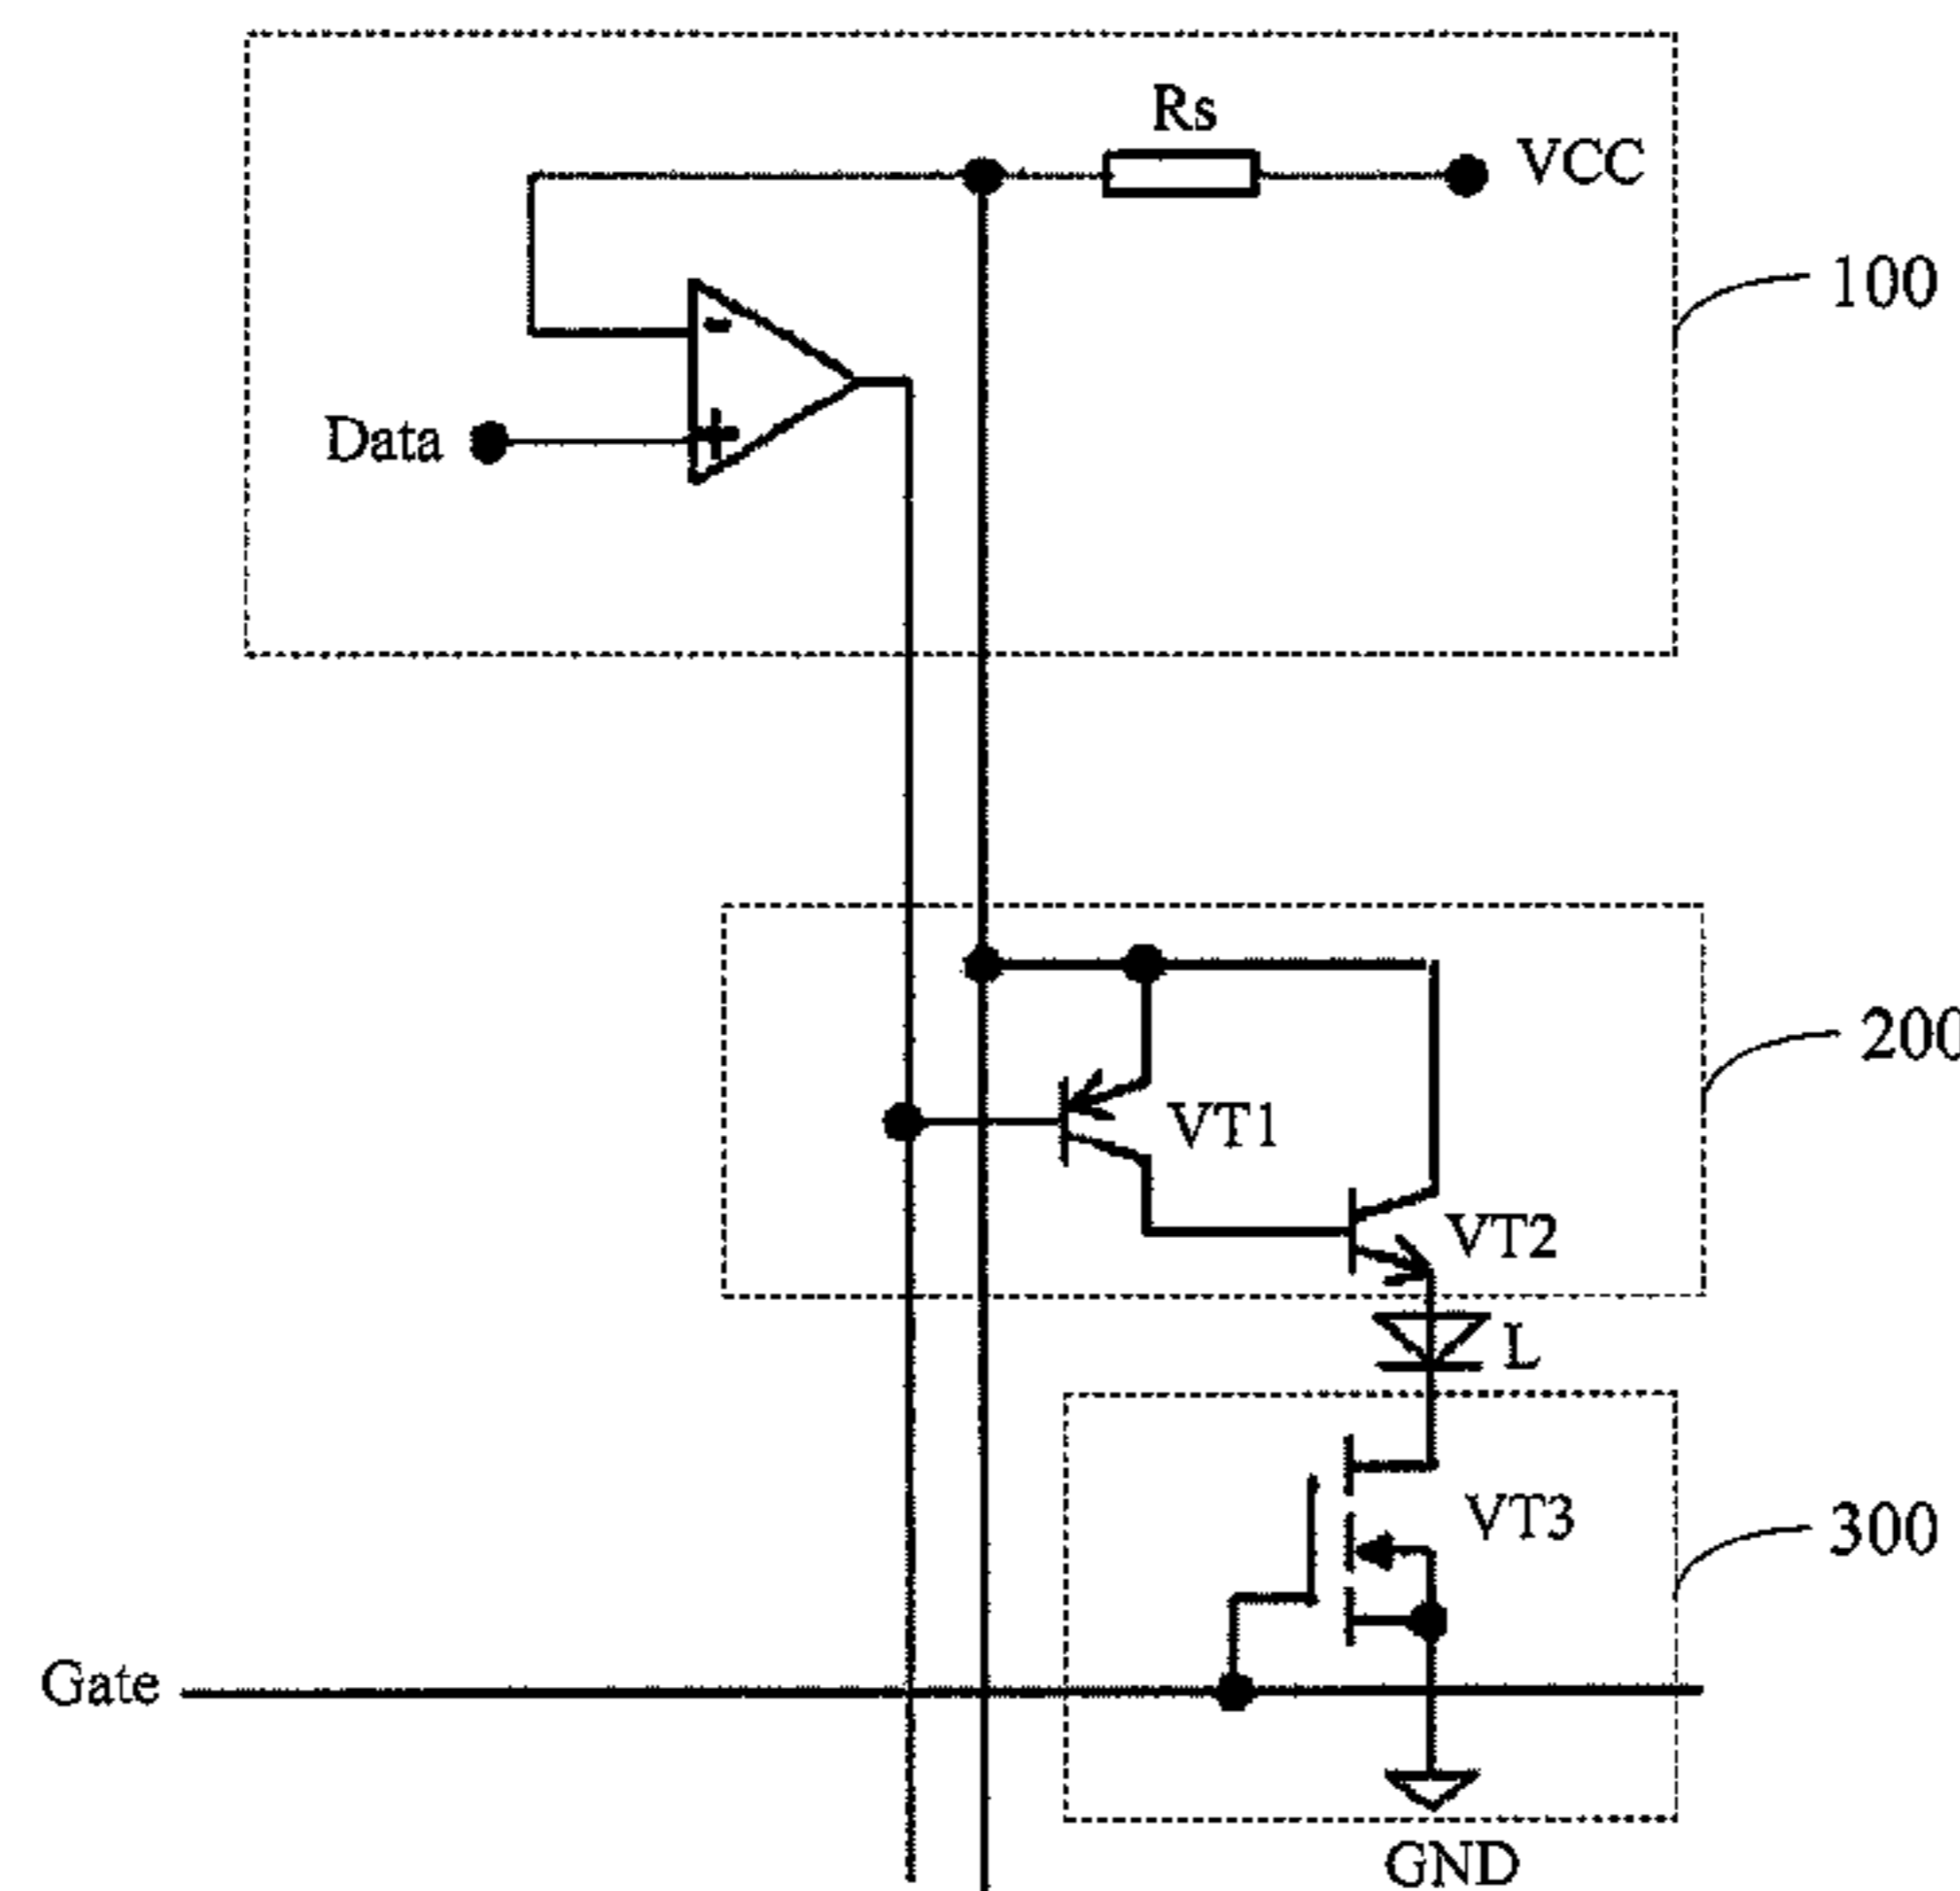 Rs
VCC
100
-
Data
+
200
VT1
VT2
L
VT3
300
Gate
GND